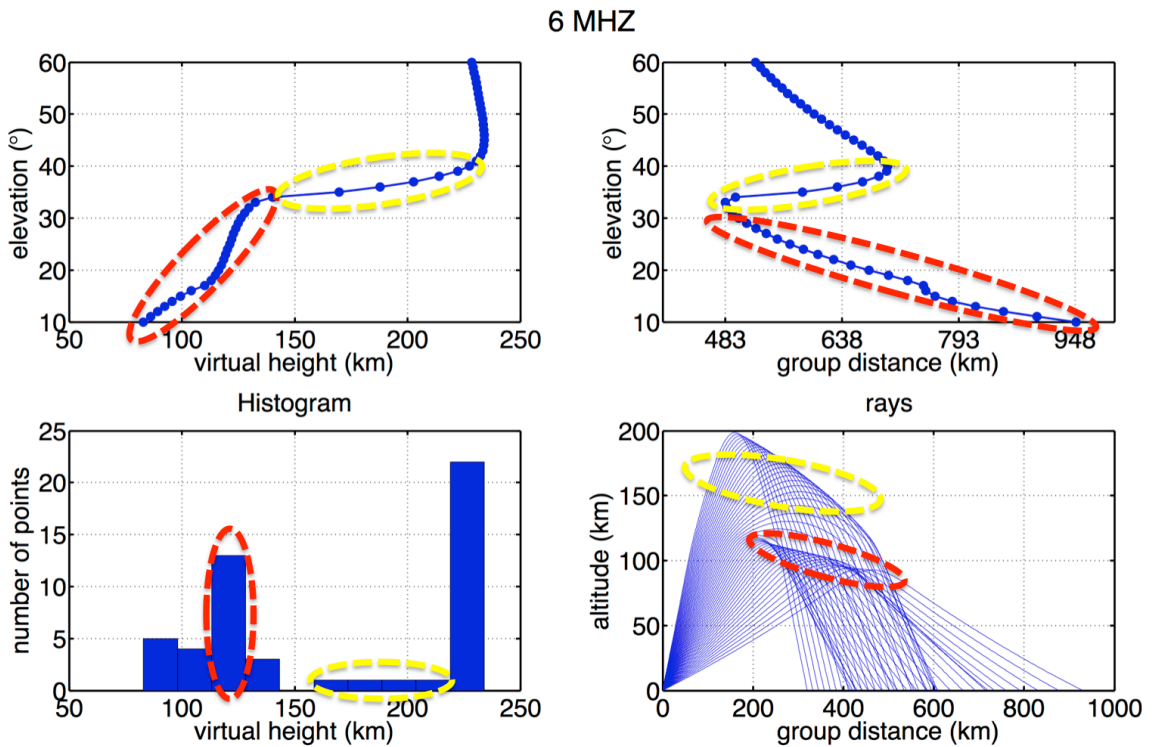 6 MHZ
60
50
40
30
20
10
elevation (°)
50 100 150 200 250
virtual height (km)
60
50
40
30
20
10
elevation (°)
483 638 793 948
group distance (km)
Histogram
25
20
15
10
5
0
number of points
50 100 150 200 250
virtual height (km)
rays
200
150
100
50
0
altitude (km)
0 200 400 600 800 1000
group distance (km)